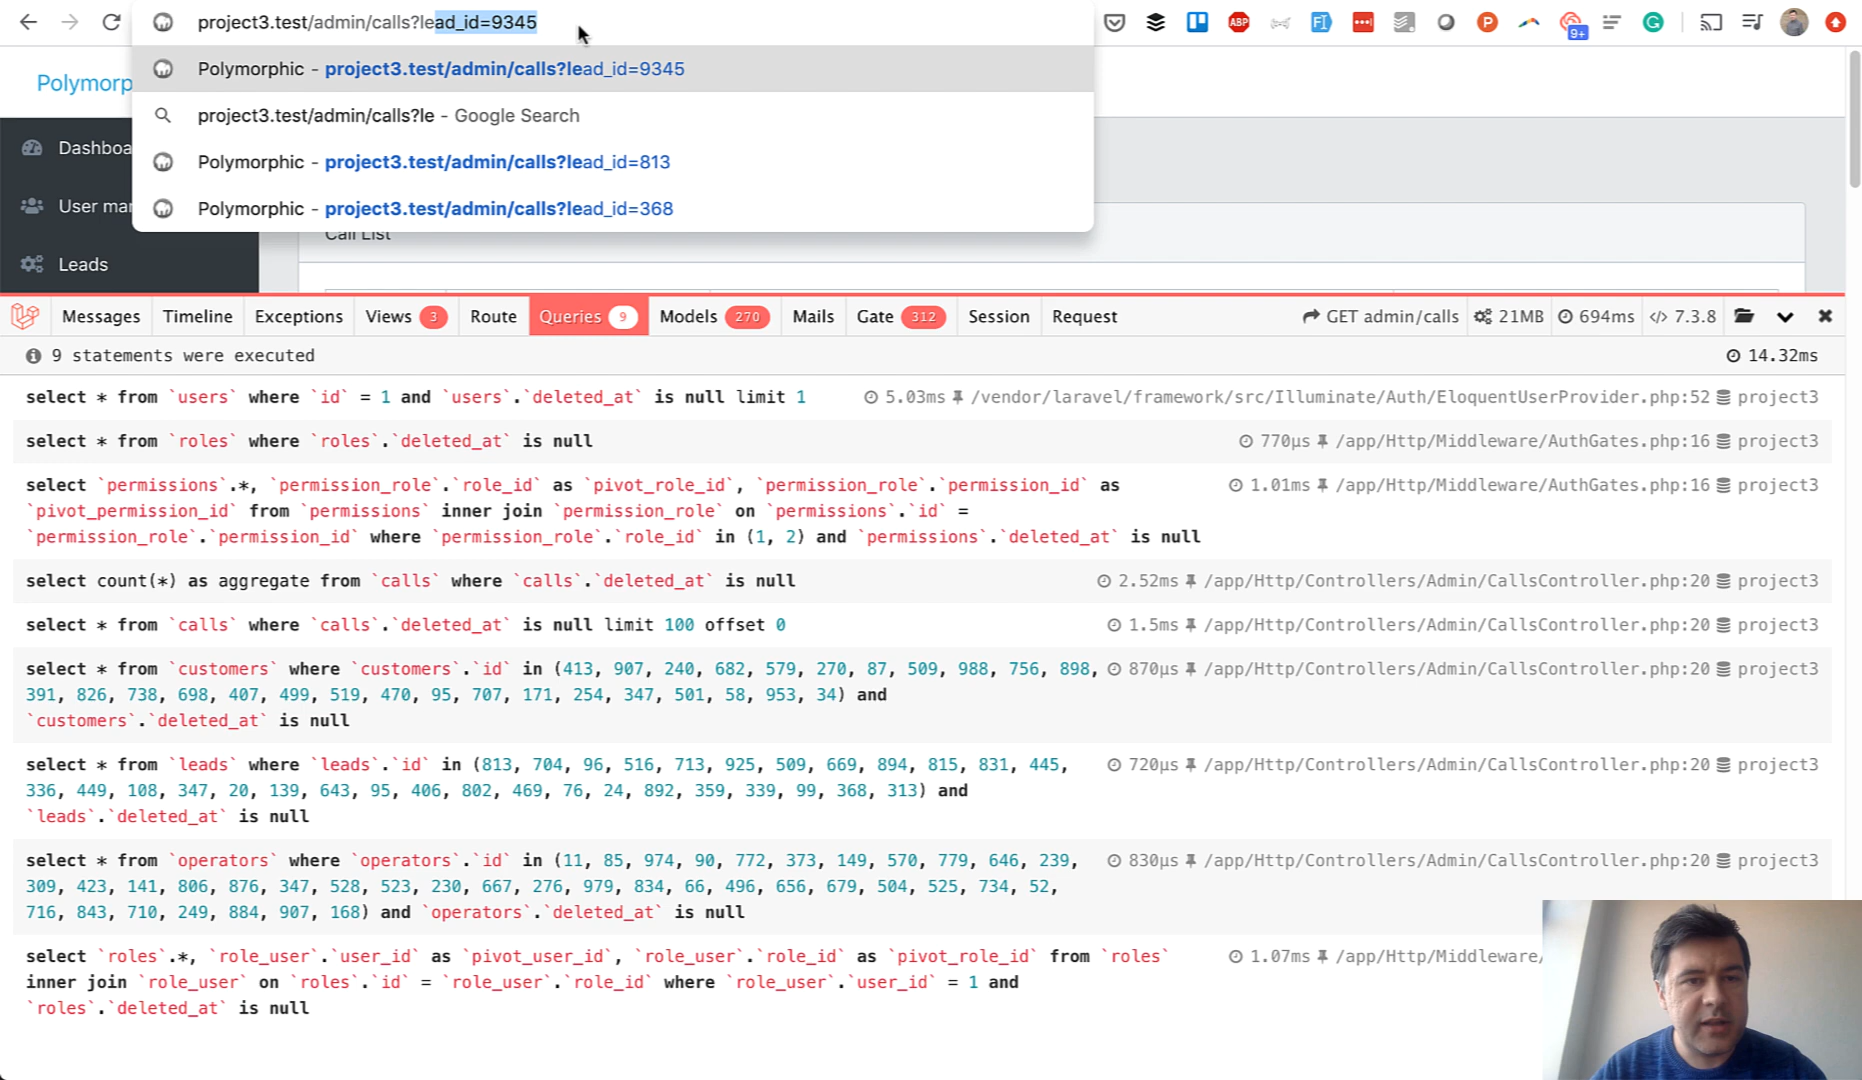 project3.test/admin/calls?lead_id=9345
ABP
9+
Polymorphic - project3.test/admin/calls?lead_id=9345
project3.test/admin/calls?le - Google Search
Polymorphic - project3.test/admin/calls?lead_id=813
Polymorphic - project3.test/admin/calls?lead_id=368
Polymorp
Dashboa
User man
Leads
Call List
Messages Timeline Exceptions Views 3 Route Queries 9 Models 270 Mails Gate 312 Session Request GET admin/calls 21MB 694ms 7.3.8
9 statements were executed 14.32ms
select * from `users` where `id` = 1 and `users`.`deleted_at` is null limit 1 5.03ms /vendor/laravel/framework/src/Illuminate/Auth/EloquentUserProvider.php:52 project3
select * from `roles` where `roles`.`deleted_at` is null 770μs /app/Http/Middleware/AuthGates.php:16 project3
select `permissions`.*, `permission_role`.`role_id` as `pivot_role_id`, `permission_role`.`permission_id` as 1.01ms /app/Http/Middleware/AuthGates.php:16 project3
`pivot_permission_id` from `permissions` inner join `permission_role` on `permissions`.`id` =
`permission_role`.`permission_id` where `permission_role`.`role_id` in (1, 2) and `permissions`.`deleted_at` is null
select count(*) as aggregate from `calls` where `calls`.`deleted_at` is null 2.52ms /app/Http/Controllers/Admin/CallsController.php:20 project3
select * from `calls` where `calls`.`deleted_at` is null limit 100 offset 0 1.5ms /app/Http/Controllers/Admin/CallsController.php:20 project3
select * from `customers` where `customers`.`id` in (413, 907, 240, 682, 579, 270, 87, 509, 988, 756, 898, 870μs /app/Http/Controllers/Admin/CallsController.php:20 project3
391, 826, 738, 698, 407, 499, 519, 470, 95, 707, 171, 254, 347, 501, 58, 953, 34) and
`customers`.`deleted_at` is null
select * from `leads` where `leads`.`id` in (813, 704, 96, 516, 713, 925, 509, 669, 894, 815, 831, 445, 720μs /app/Http/Controllers/Admin/CallsController.php:20 project3
336, 449, 108, 347, 20, 139, 643, 95, 406, 802, 469, 76, 24, 892, 359, 339, 99, 368, 313) and
`leads`.`deleted_at` is null
select * from `operators` where `operators`.`id` in (11, 85, 974, 90, 772, 373, 149, 570, 779, 646, 239, 830μs /app/Http/Controllers/Admin/CallsController.php:20 project3
309, 423, 141, 806, 876, 347, 528, 523, 230, 667, 276, 979, 834, 66, 496, 656, 679, 504, 525, 734, 52,
716, 843, 710, 249, 884, 907, 168) and `operators`.`deleted_at` is null
select `roles`.*, `role_user`.`user_id` as `pivot_user_id`, `role_user`.`role_id` as `pivot_role_id` from `roles` 1.07ms /app/Http/Middleware/
inner join `role_user` on `roles`.`id` = `role_user`.`role_id` where `role_user`.`user_id` = 1 and
`roles`.`deleted_at` is null